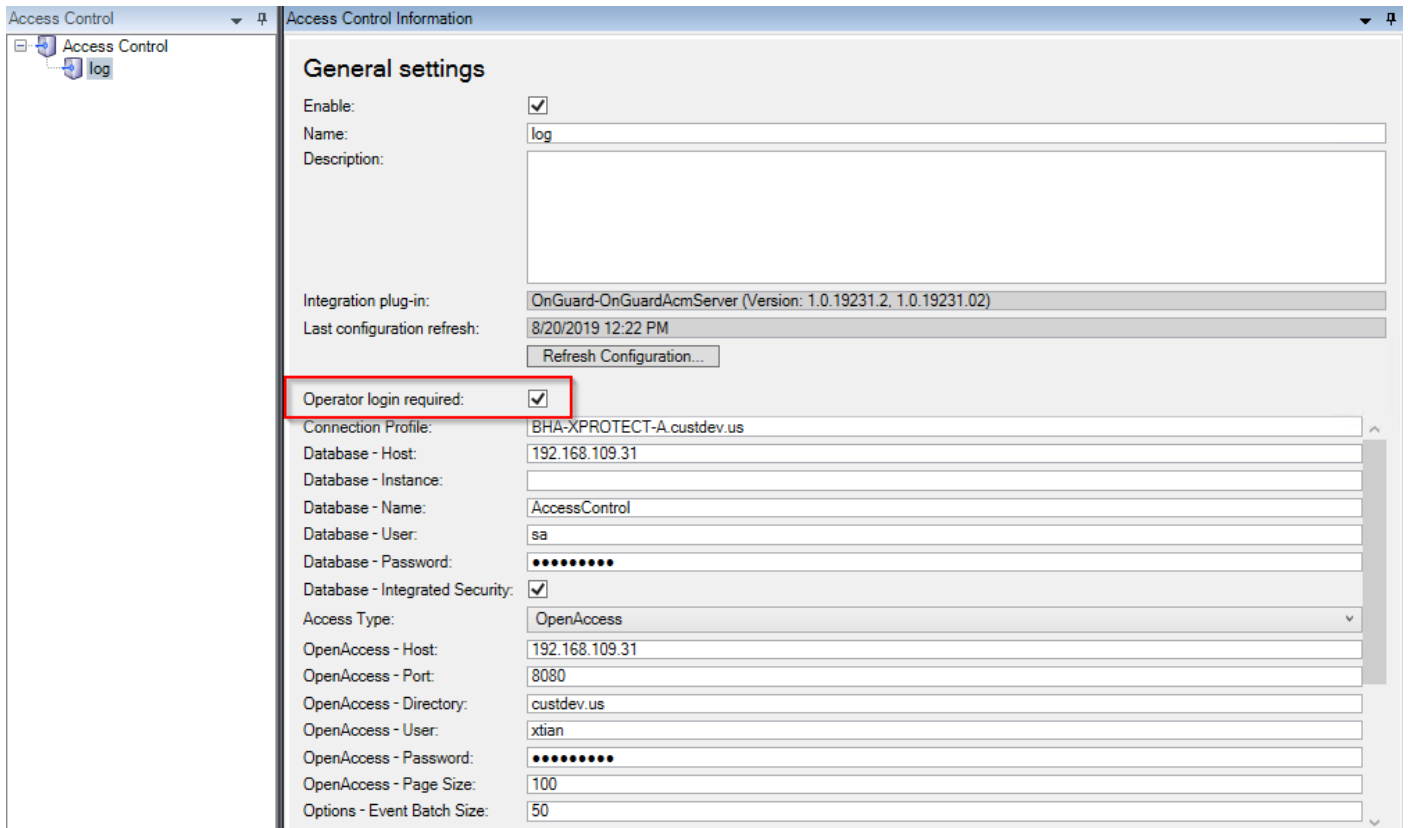 Access Control
Access Control
log
Access Control Information
General settings
Enable:
Name: log
Description:
Integration plug-in: OnGuard-OnGuardAcmServer (Version: 1.0.19231.2, 1.0.19231.02)
Last configuration refresh: 8/20/2019 12:22 PM
Refresh Configuration...
Operator login required:
Connection Profile: BHA-XPROTECT-A.custdev.us
Database - Host: 192.168.109.31
Database - Instance:
Database - Name: AccessControl
Database - User: sa
Database - Password: •••••••••
Database - Integrated Security:
Access Type: OpenAccess
OpenAccess - Host: 192.168.109.31
OpenAccess - Port: 8080
OpenAccess - Directory: custdev.us
OpenAccess - User: xtian
OpenAccess - Password: •••••••••
OpenAccess - Page Size: 100
Options - Event Batch Size: 50